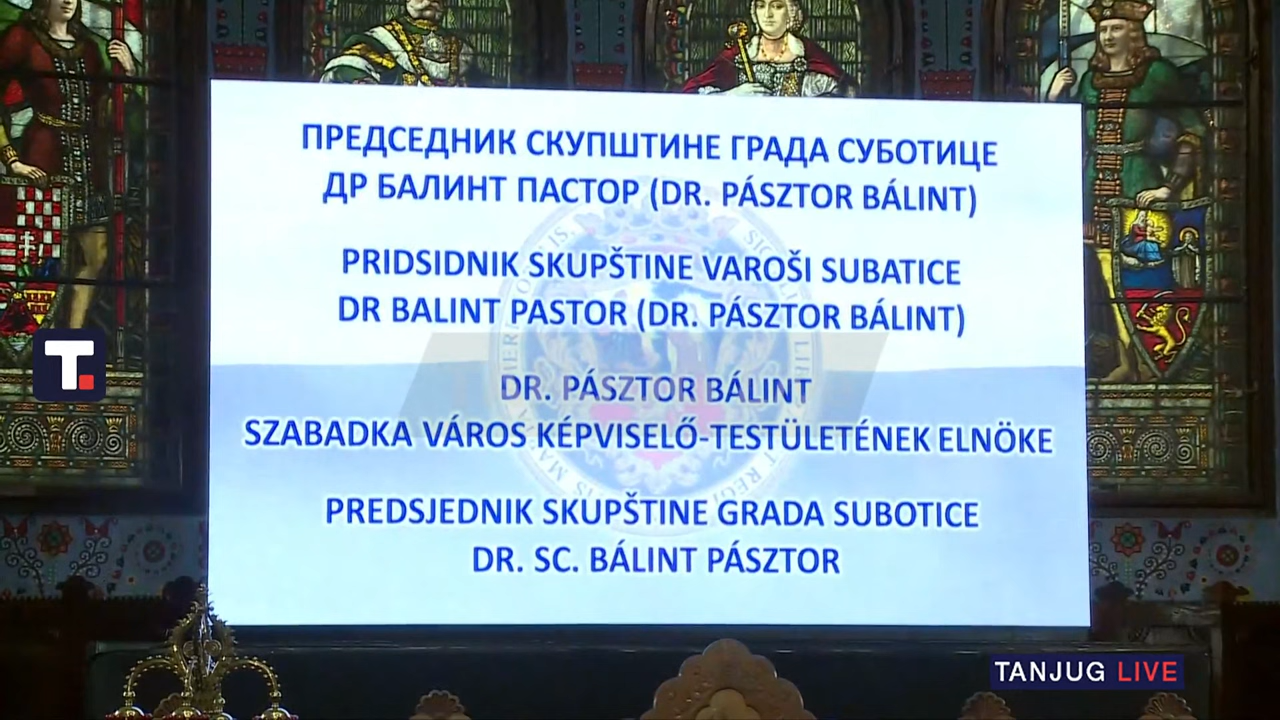 ПРЕДСЕДНИК СКУПШТИНЕ ГРАДА СУБОТИЦЕ
ДР БАЛИНТ ПАСТОР (DR. PÁSZTOR BÁLINT)
PRIDSIDNIK SKUPŠTINE VAROŠI SUBATICE
DR BALINT PASTOR (DR. PÁSZTOR BÁLINT)
DR. PÁSZTOR BÁLINT
SZABADKA VÁROS KÉPVISELŐ-TESTÜLETÉNEK ELNÖKE
PREDSJEDNIK SKUPŠTINE GRADA SUBOTICE
DR. SC. BÁLINT PÁSZTOR
T.
TANJUG LIVE